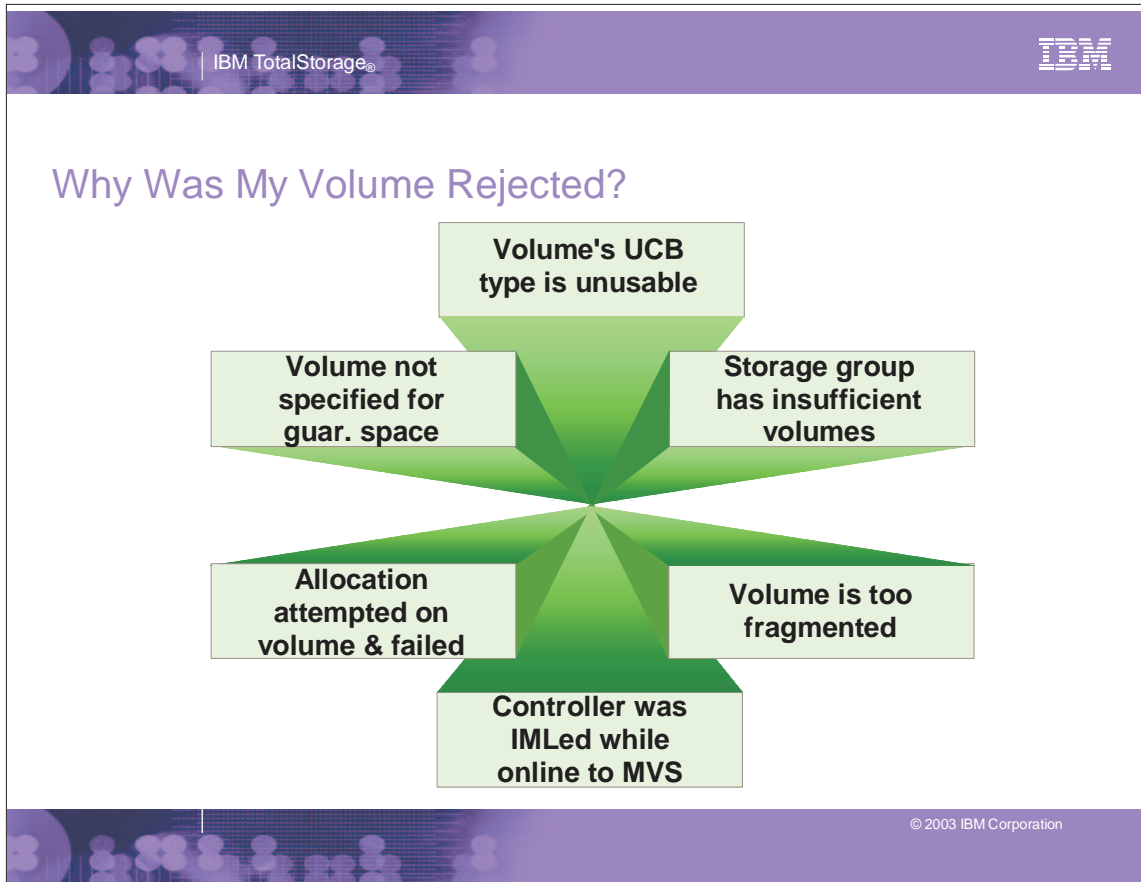 IBM TotalStorage®
IBM
Why Was My Volume Rejected?
Volume's UCB
type is unusable
Volume not
specified for
guar. space
Storage group
has insufficient
volumes
Allocation
attempted on
volume & failed
Volume is too
fragmented
Controller was
IMLed while
online to MVS
© 2003 IBM Corporation